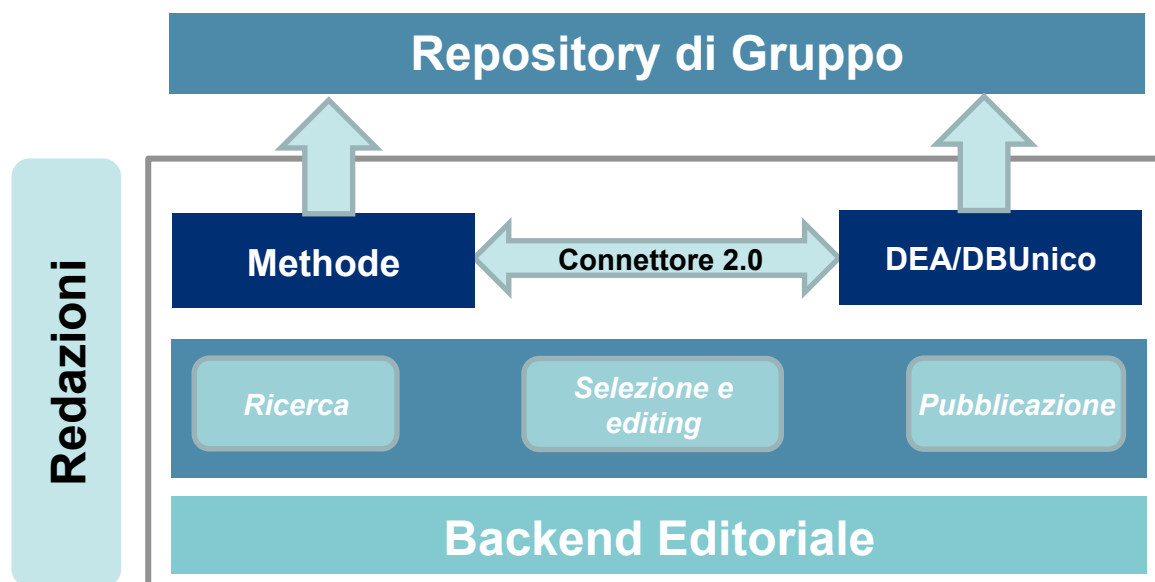 Repository di Gruppo
Redazioni
Methode
Connettore 2.0
DEA/DBUnico
Ricerca
Selezione e
editing
Pubblicazione
Backend Editoriale